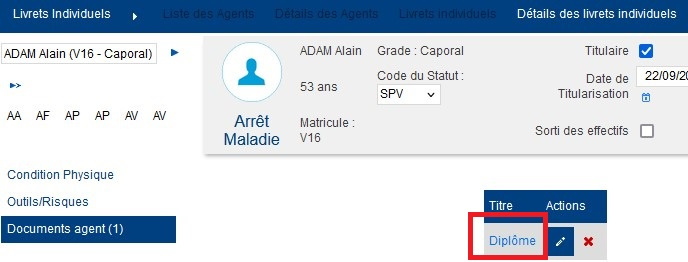 Livrets Individuels
Liste des Agents
Détails des Agents
Livrets individuels
Détails des livrets individuels
ADAM Alain (V16 - Caporal)
AA AF AP AP AV AV
Condition Physique
Outils/Risques
Documents agent (1)
Arrêt
Maladie
ADAM Alain
53 ans
Matricule :
V16
Grade : Caporal
Code du Statut :
SPV
Titulaire
Date de
Titularisation
22/09/20
Sorti des effectifs
Titre Actions
Diplôme